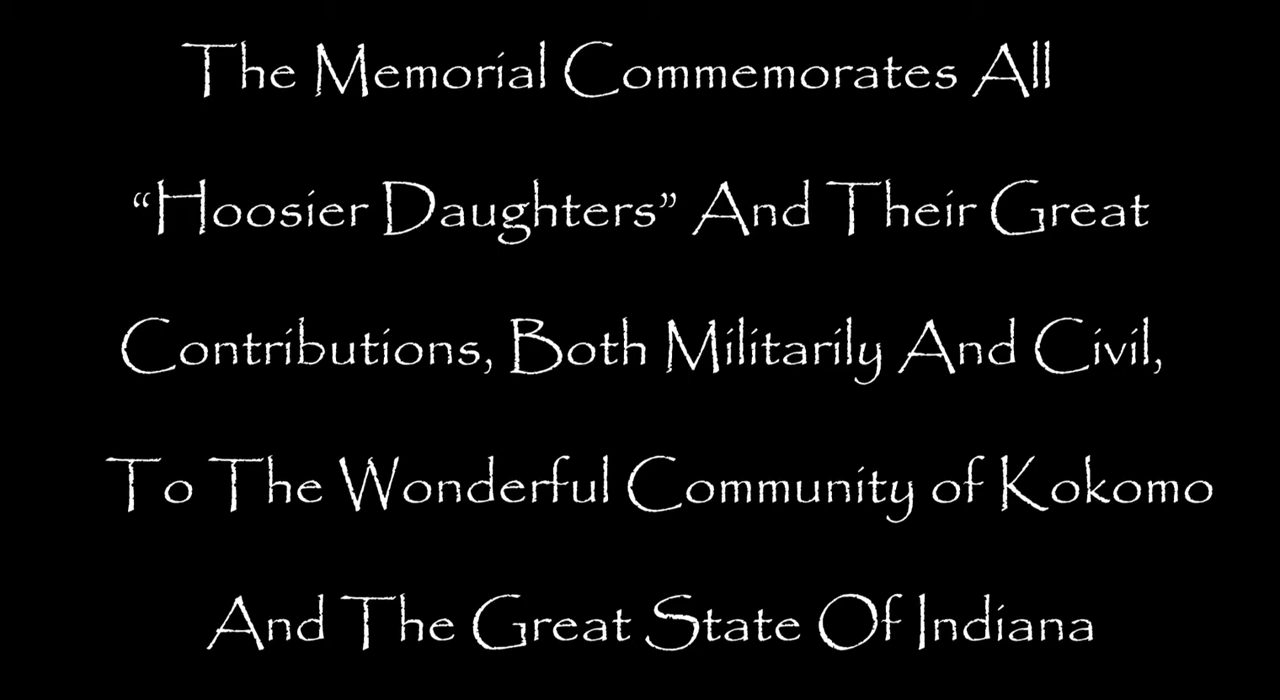 The Memorial Commemorates All
“Hoosier Daughters” And Their Great
Contributions, Both Militarily And Civil,
To The Wonderful Community of Kokomo
And The Great State Of Indiana